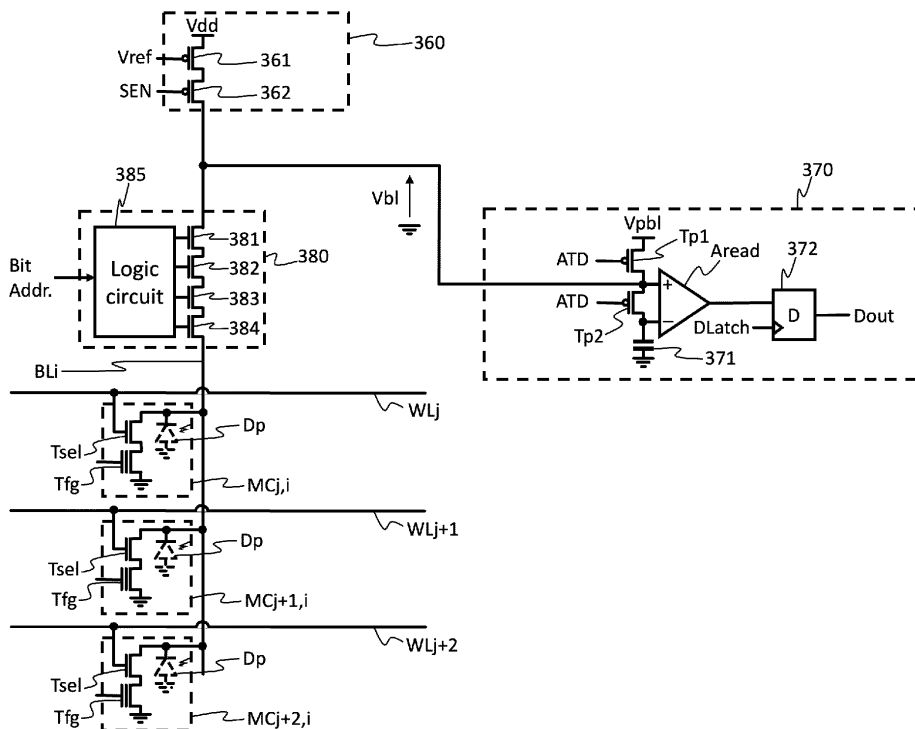 Vdd
360
Vref
361
SEN
362
385
370
Vbl
Vpbl
381
Tp1
380
ATD
Aread
372
Bit
Addr.
Logic
circuit
382
383
384
+
−
ATD
D
DLatch
Dout
Tp2
371
BLi
WLj
Dp
Tsel
Tfg
MCj,i
WLj+1
Dp
Tsel
Tfg
MCj+1,i
WLj+2
Dp
Tsel
Tfg
MCj+2,i